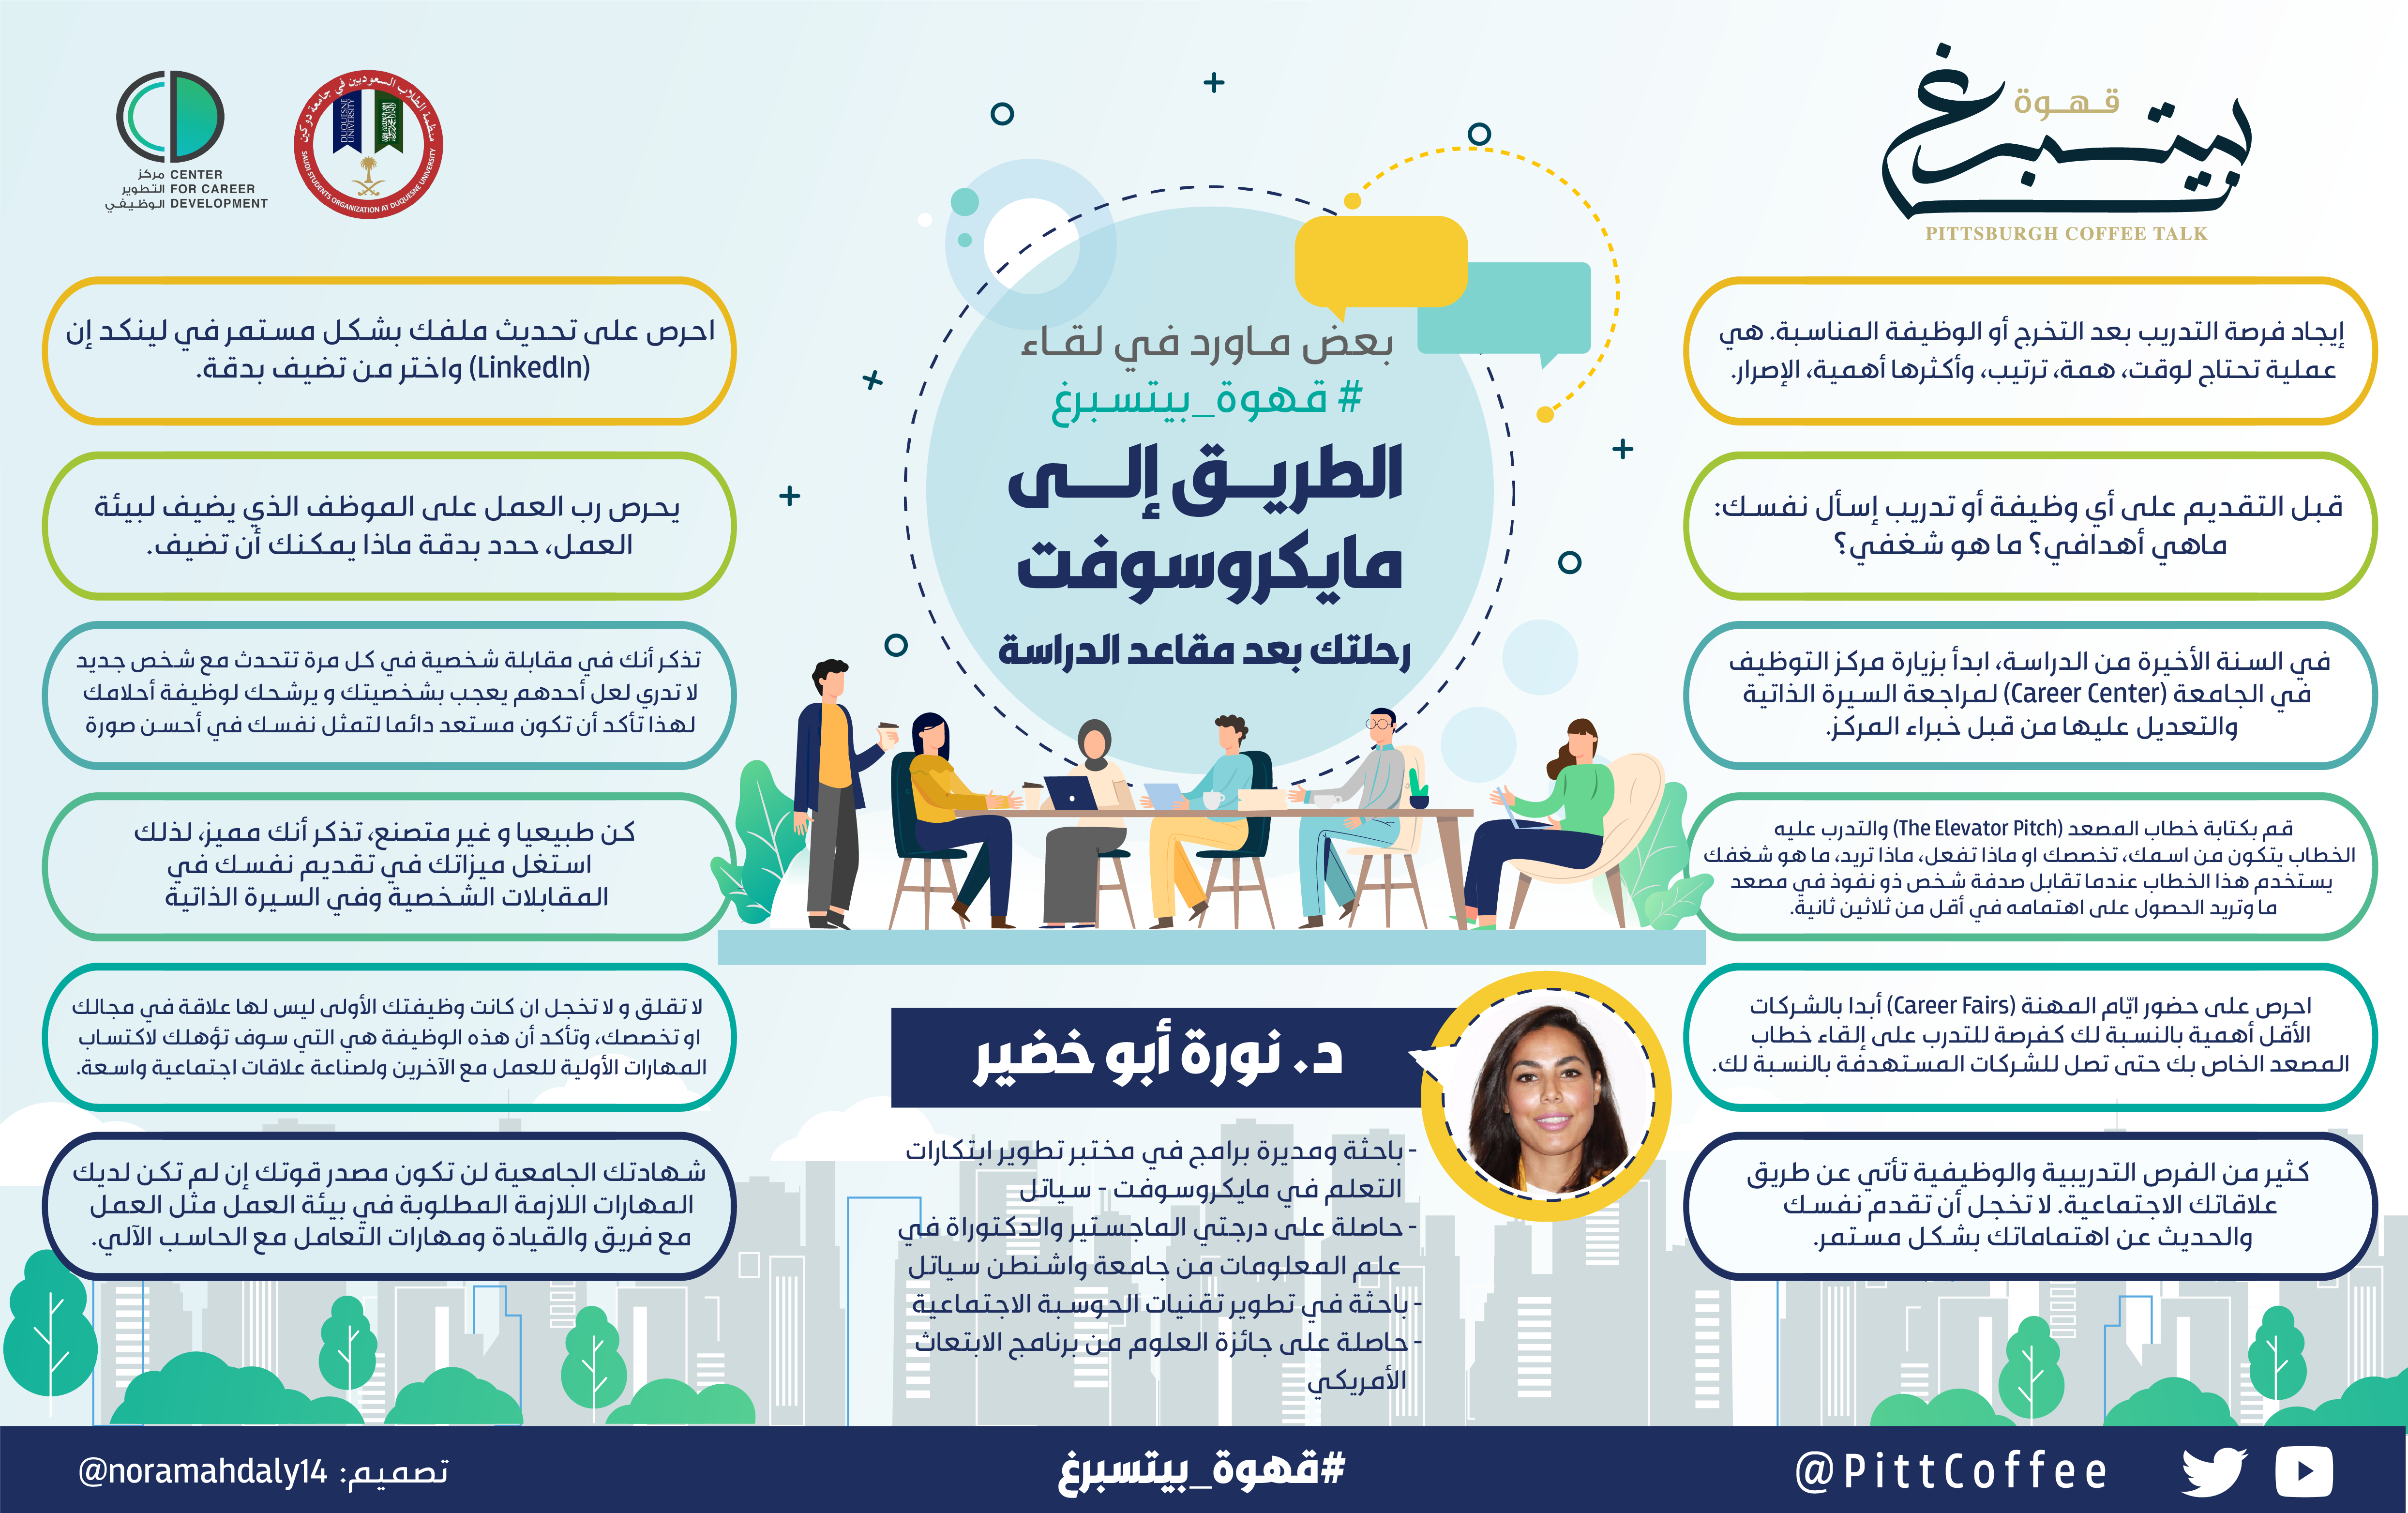 قهوة
بيتسبرغ
PITTSBURGH COFFEE TALK
منظمة الطلاب السعوديين في جامعة دوكين
DUQUESNE
UNIVERSITY
SAUDI STUDENTS ORGANIZATION AT DUQUESNE UNIVERSITY
مركز CENTER
التطوير FOR CAREER
الوظيفي DEVELOPMENT
بعض ماورد في لقاء
# قهوة_بيتسبرغ
الطريق إلى
مايكروسوفت
رحلتك بعد مقاعد الدراسة
إيجاد فرصة التدريب بعد التخرج أو الوظيفة المناسبة. هي
عملية تحتاج لوقت، همة، ترتيب، وأكثرها أهمية، الإصرار.
قبل التقديم على أي وظيفة أو تدريب إسأل نفسك:
ماهي أهدافي؟ ما هو شغفي؟
في السنة الأخيرة من الدراسة، ابدأ بزيارة مركز التوظيف
في الجامعة (Career Center) لمراجعة السيرة الذاتية
والتعديل عليها من قبل خبراء المركز.
قم بكتابة خطاب المصعد (The Elevator Pitch) والتدرب عليه
الخطاب يتكون من اسمك، تخصصك او ماذا تفعل، ماذا تريد، ما هو شغفك
يستخدم هذا الخطاب عندما تقابل صدفة شخص ذو نفوذ في مصعد
ما وتريد الحصول على اهتمامه في أقل من ثلاثين ثانية.
احرص على حضور ايّام المهنة (Career Fairs) أبدا بالشركات
الأقل أهمية بالنسبة لك كفرصة للتدرب على إلقاء خطاب
المصعد الخاص بك حتى تصل للشركات المستهدفة بالنسبة لك.
كثير من الفرص التدريبية والوظيفية تأتي عن طريق
علاقاتك الاجتماعية. لا تخجل أن تقدم نفسك
والحديث عن اهتماماتك بشكل مستمر.
احرص على تحديث ملفك بشكل مستمر في لينكد إن
(LinkedIn) واختر من تضيف بدقة.
يحرص رب العمل على الموظف الذي يضيف لبيئة
العمل، حدد بدقة ماذا يمكنك أن تضيف.
تذكر أنك في مقابلة شخصية في كل مرة تتحدث مع شخص جديد
لا تدري لعل أحدهم يعجب بشخصيتك و يرشحك لوظيفة أحلامك
لهذا تأكد أن تكون مستعد دائما لتمثل نفسك في أحسن صورة
كن طبيعيا و غير متصنع، تذكر أنك مميز، لذلك
استغل ميزاتك في تقديم نفسك في
المقابلات الشخصية وفي السيرة الذاتية
لا تقلق و لا تخجل ان كانت وظيفتك الأولى ليس لها علاقة في مجالك
او تخصصك، وتأكد أن هذه الوظيفة هي التي سوف تؤهلك لاكتساب
المهارات الأولية للعمل مع الآخرين ولصناعة علاقات اجتماعية واسعة.
شهادتك الجامعية لن تكون مصدر قوتك إن لم تكن لديك
المهارات اللازمة المطلوبة في بيئة العمل مثل العمل
مع فريق والقيادة ومهارات التعامل مع الحاسب الآلي.
د. نورة أبو خضير
- باحثة ومديرة برامج في مختبر تطوير ابتكارات
التعلم في مايكروسوفت - سياتل
- حاصلة على درجتي الماجستير والدكتوراة في
علم المعلومات من جامعة واشنطن سياتل
- باحثة في تطوير تقنيات الحوسبة الاجتماعية
- حاصلة على جائزة العلوم من برنامج الابتعاث
الأمريكي
@PittCoffee
#قهوة_بيتسبرغ
تصميم: @noramahdaly14